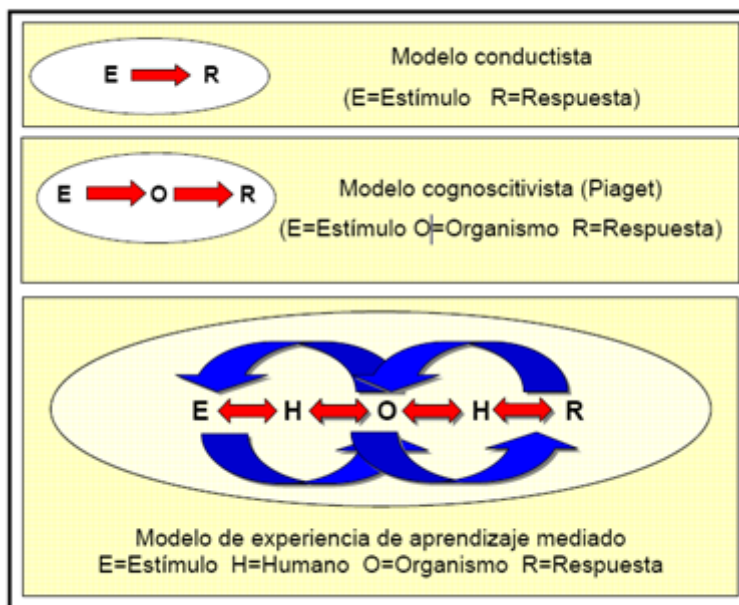 E R
Modelo conductista
(E=Estímulo R=Respuesta)
E O R
Modelo cognoscitivista (Piaget)
(E=Estímulo O=Organismo R=Respuesta)
E H O H R
Modelo de experiencia de aprendizaje mediado
E=Estímulo H=Humano O=Organismo R=Respuesta